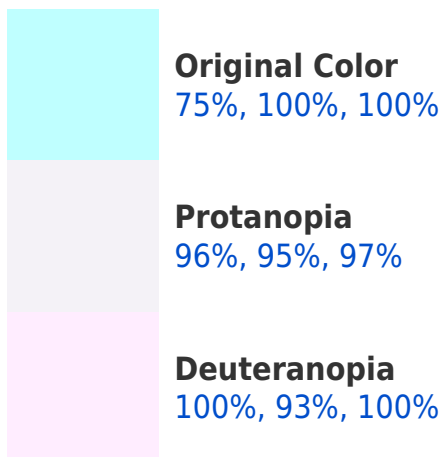 Original Color
75%, 100%, 100%
Protanopia
96%, 95%, 97%
Deuteranopia
100%, 93%, 100%